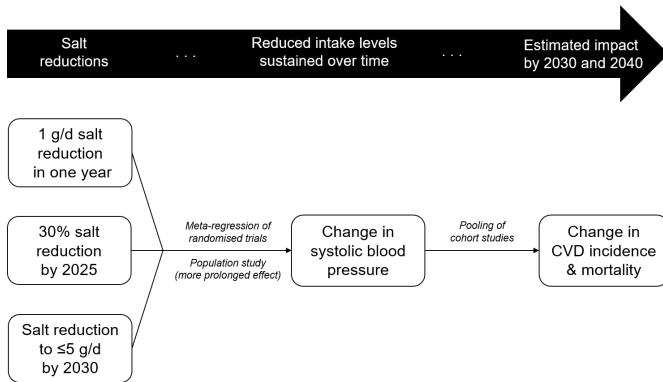 Salt
reductions
. . .
Reduced intake levels
sustained over time
. . .
Estimated impact
by 2030 and 2040
1 g/d salt
reduction
in one year
30% salt
reduction
by 2025
Salt reduction
to ≤5 g/d
by 2030
Meta-regression of
randomised trials
Population study
(more prolonged effect)
Change in
systolic blood
pressure
Pooling of
cohort studies
Change in
CVD incidence
& mortality